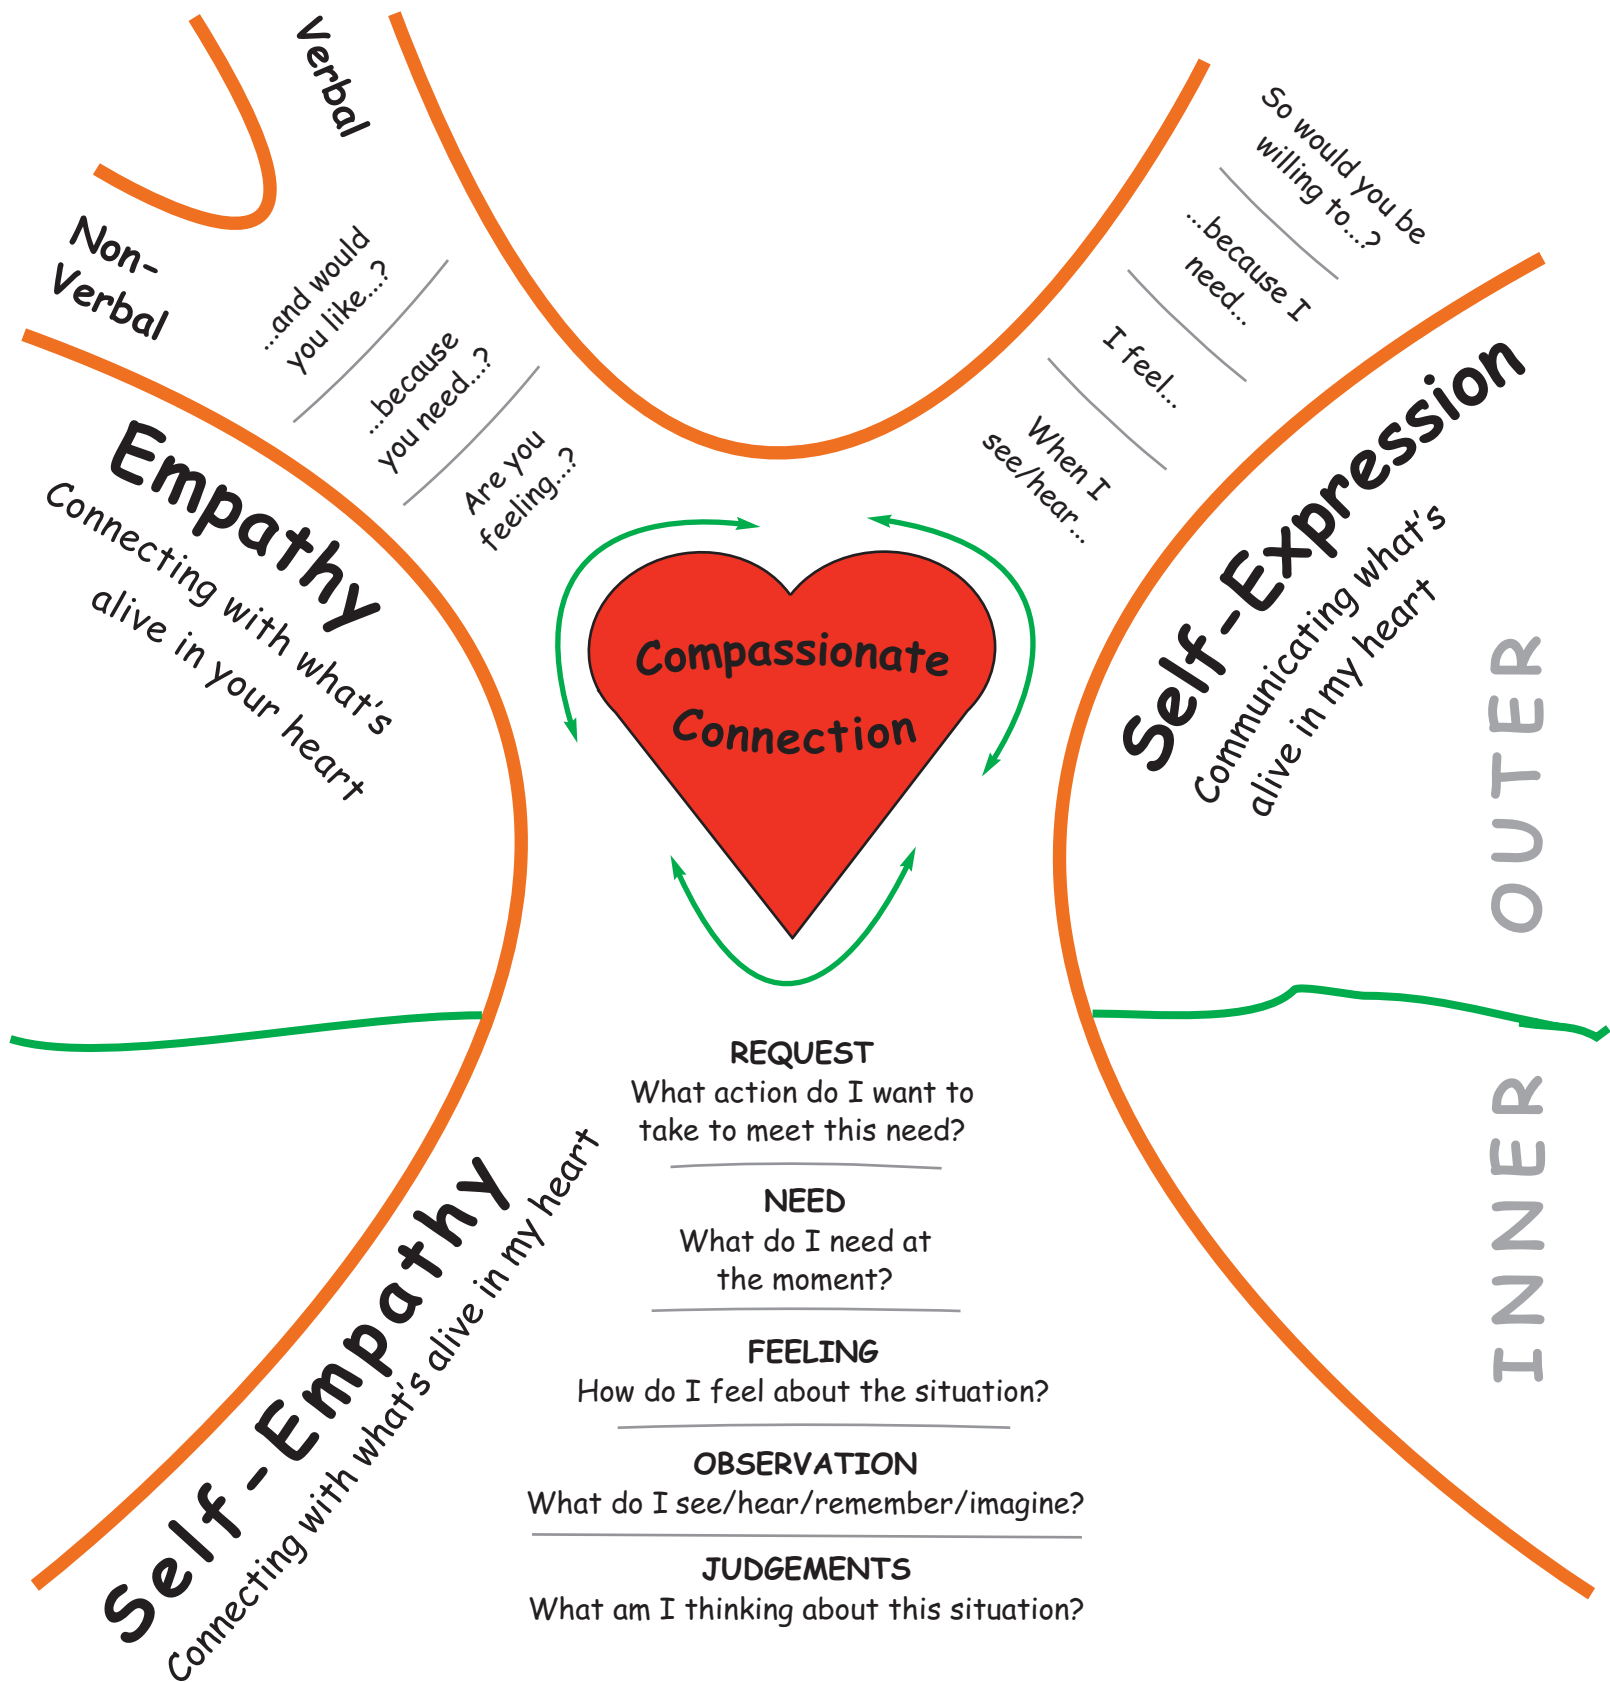 Verbal
Non-
Verbal
...and would
you like...?
...because
you need...?
Are you
feeling...?
Empathy
Connecting with what's
alive in your heart
So would you be
willing to...?
...because I
need...
I feel...
When I
see/hear...
Self-Expression
Communicating what's
alive in my heart
Compassionate
Connection
OUTER
INNER
Self-Empathy
Connecting with what's alive in my heart
REQUEST
What action do I want to
take to meet this need?
NEED
What do I need at
the moment?
FEELING
How do I feel about the situation?
OBSERVATION
What do I see/hear/remember/imagine?
JUDGEMENTS
What am I thinking about this situation?